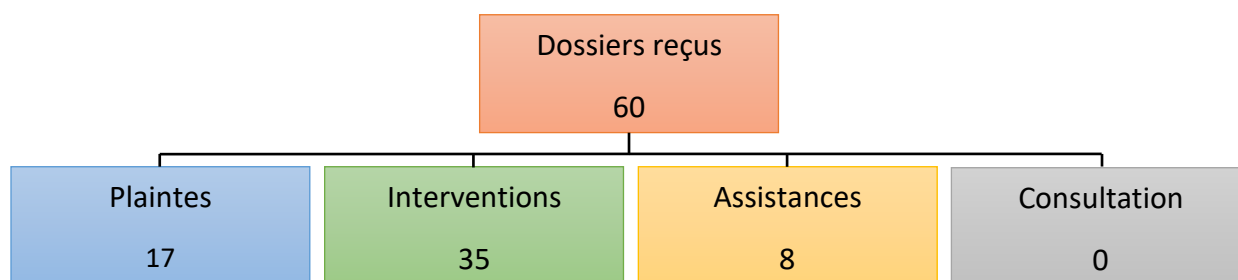 Dossiers reçus
60
Plaintes
17
Interventions
35
Assistances
8
Consultation
0